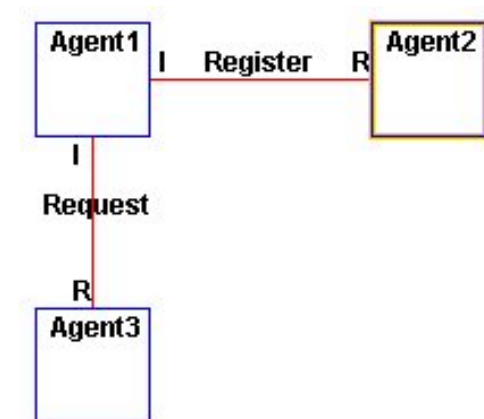 Agent1
I Register R
Agent2
I
Request
R
Agent3